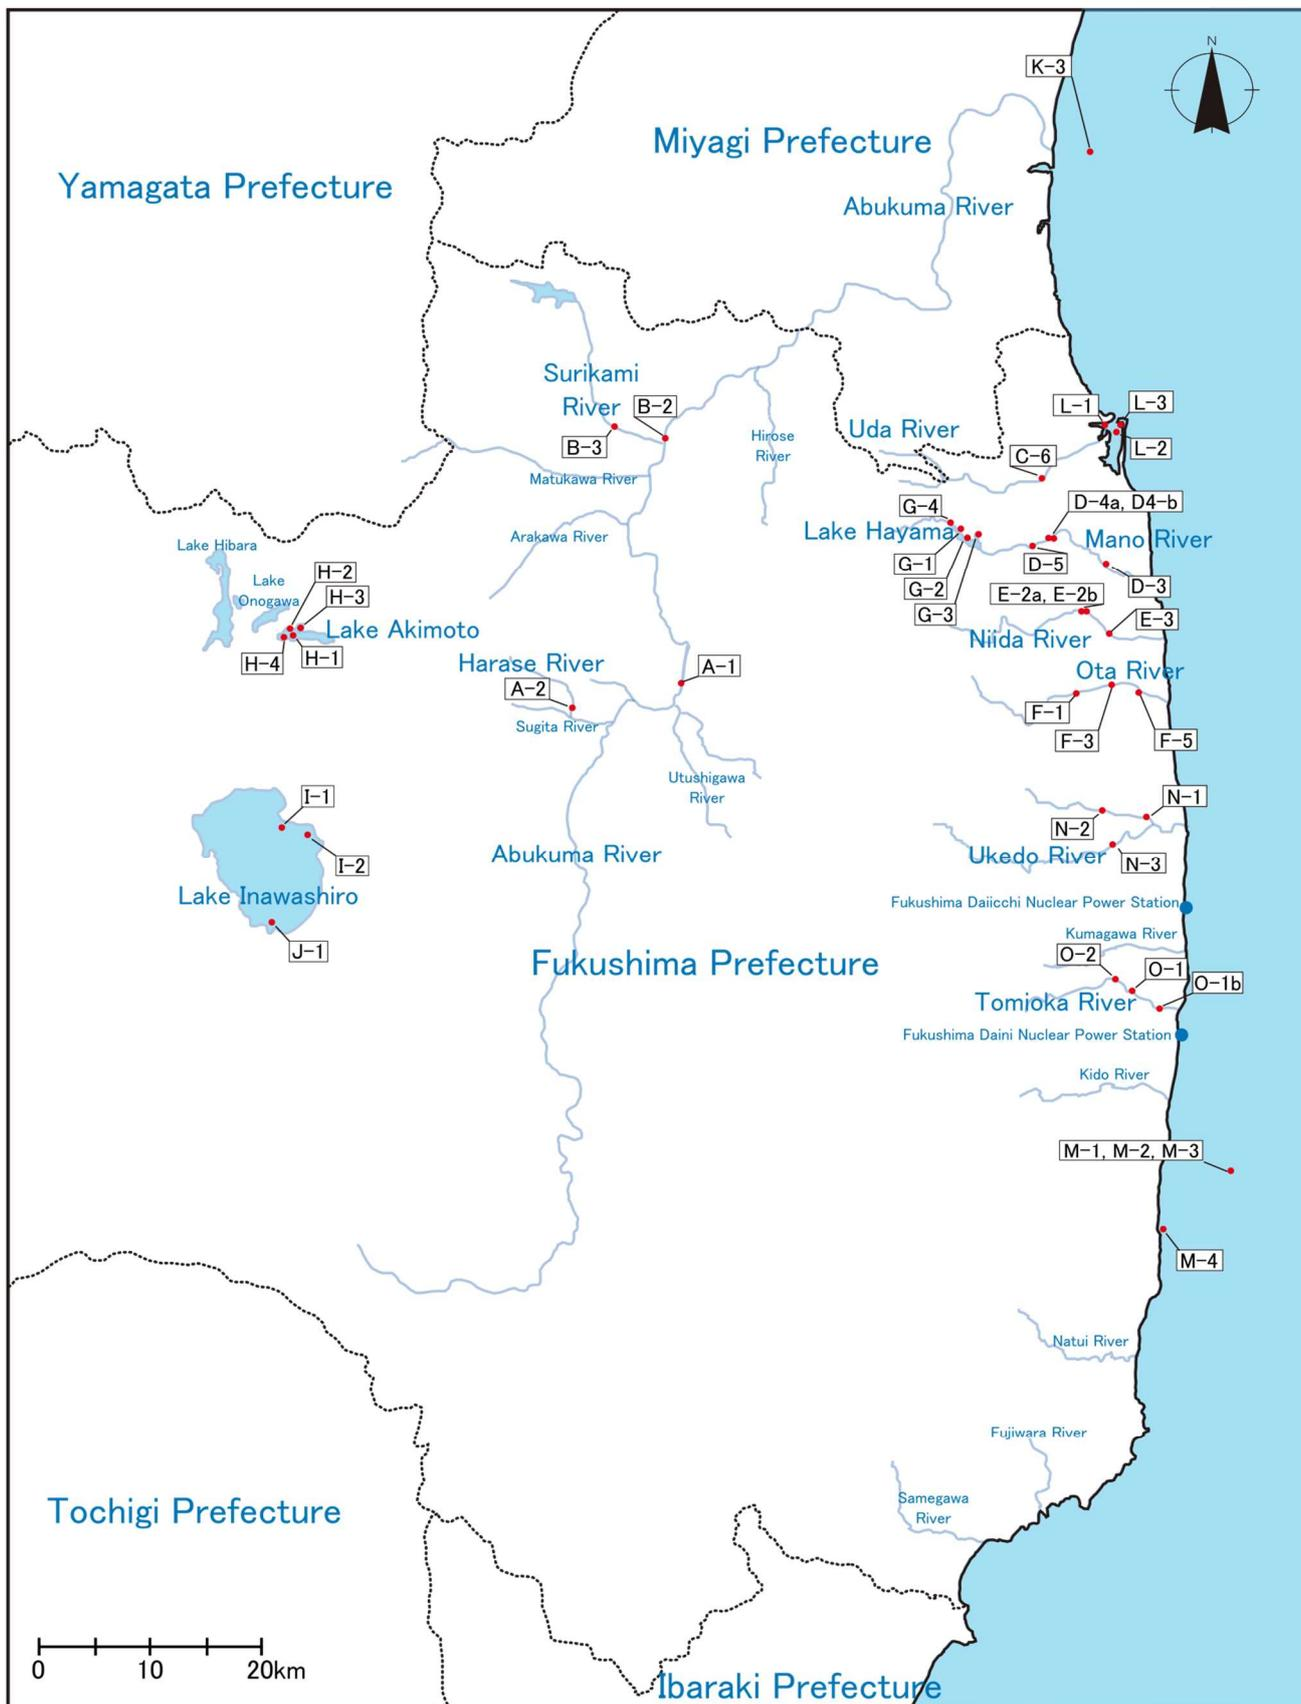 N
K-3
Miyagi Prefecture
Yamagata Prefecture
Abukuma River
Surikami
River
B-2
B-3
L-1
L-3
L-2
Uda River
Hirose
River
C-6
Matukawa River
D-4a, D4-b
G-4
Lake Hayama
Mano River
Arakawa River
Lake Hibara
G-1
D-5
H-2
Lake
Onogawa
G-2
D-3
H-3
E-2a, E-2b
G-3
E-3
Lake Akimoto
Niida River
H-4
H-1
Harase River
A-1
Ota River
A-2
F-1
Sugita River
F-3
F-5
Utushigawa
River
I-1
N-1
N-2
I-2
Abukuma River
Ukedo River
N-3
Lake Inawashiro
Fukushima Daiicchi Nuclear Power Station
J-1
Kumagawa River
Fukushima Prefecture
O-2
O-1
O-1b
Tomioka River
Fukushima Daini Nuclear Power Station
Kido River
M-1, M-2, M-3
M-4
Natui River
Fujiwara River
Samegawa
River
Tochigi Prefecture
0 10 20km
Ibaraki Prefecture